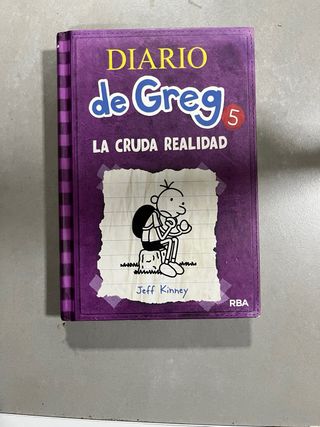 DIARIO
de Greg 5
LA CRUDA REALIDAD
Jeff Kinney
RBA